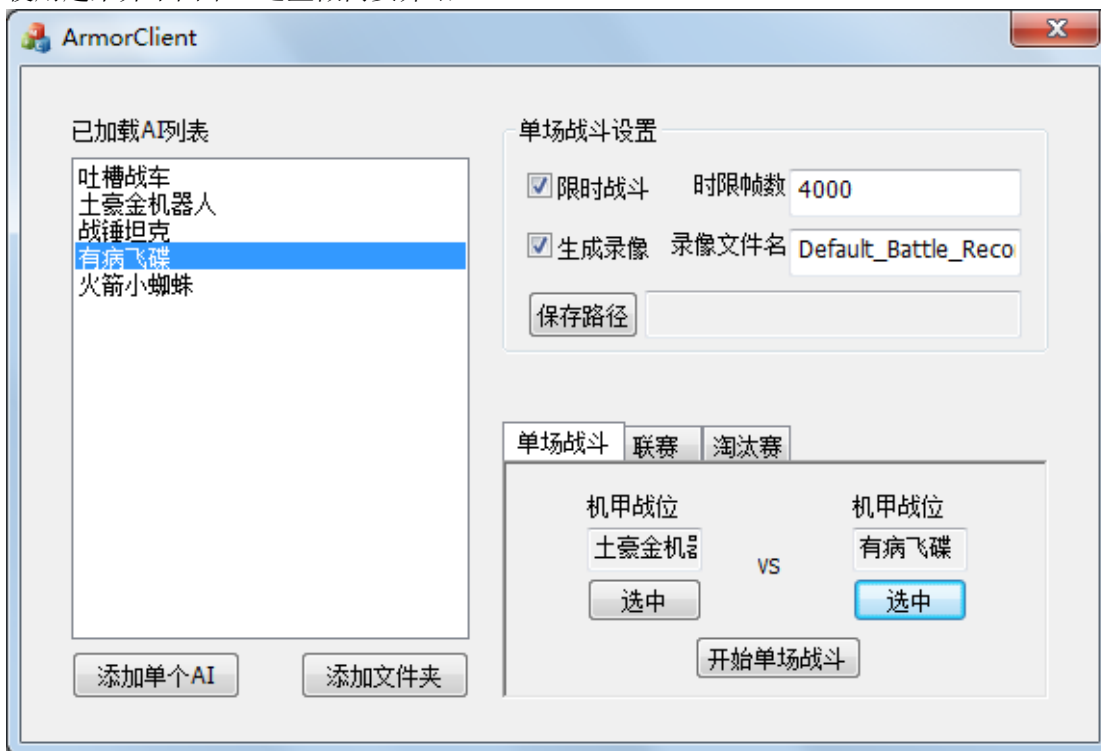 ArmorClient
已加载AI列表
吐槽战车
土豪金机器人
战锤坦克
有病飞碟
火箭小蜘蛛
添加单个AI
添加文件夹
单场战斗设置
限时战斗 时限帧数 4000
生成录像 录像文件名 Default_Battle_Reco
保存路径
单场战斗 联赛 淘汰赛
机甲战位 机甲战位
土豪金机器 VS 有病飞碟
选中 选中
开始单场战斗